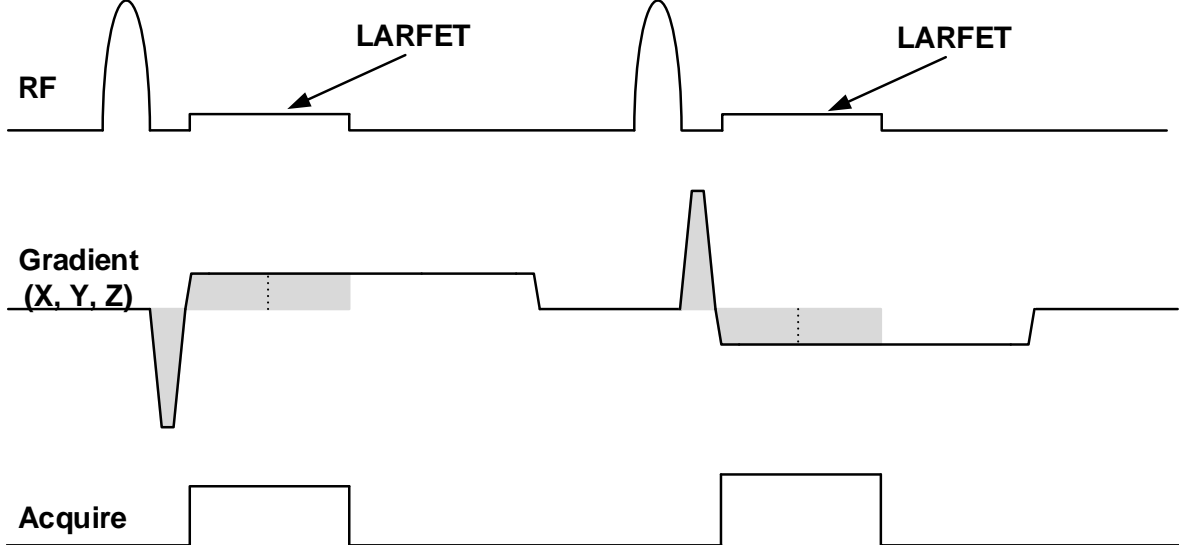 LARFET
LARFET
RF
Gradient
(X, Y, Z)
Acquire